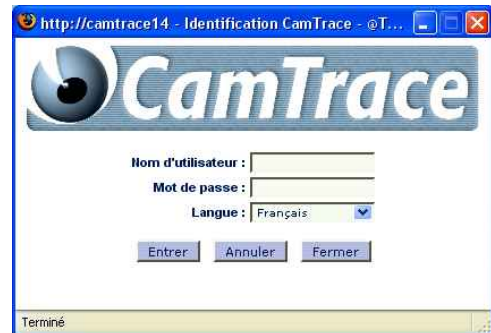 http://camtrace14 - Identification CamTrace - @T...
CamTrace
Nom d'utilisateur :
Mot de passe :
Langue : Français
Entrer Annuler Fermer
Terminé